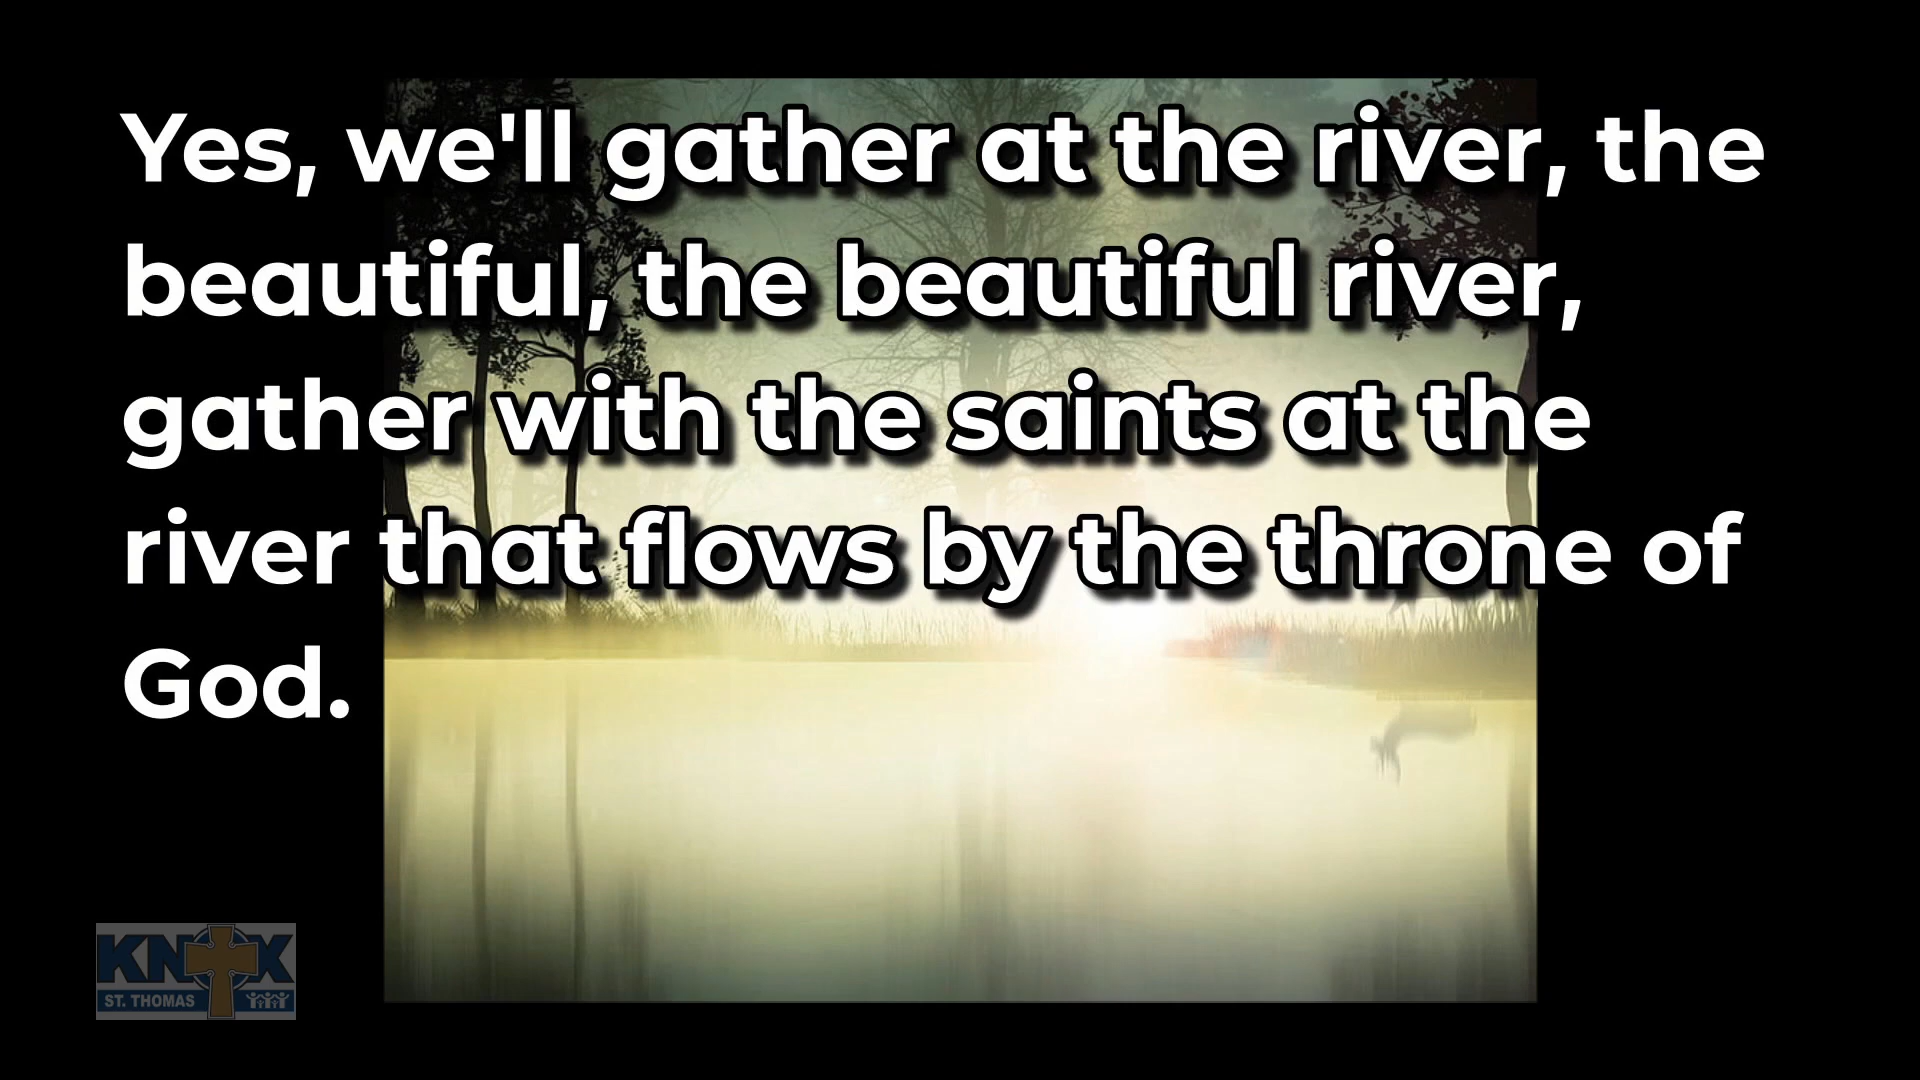 Yes, we'll gather at the river, the
beautiful, the beautiful river,
gather with the saints at the
river that flows by the throne of
God.
KNOX
ST. THOMAS